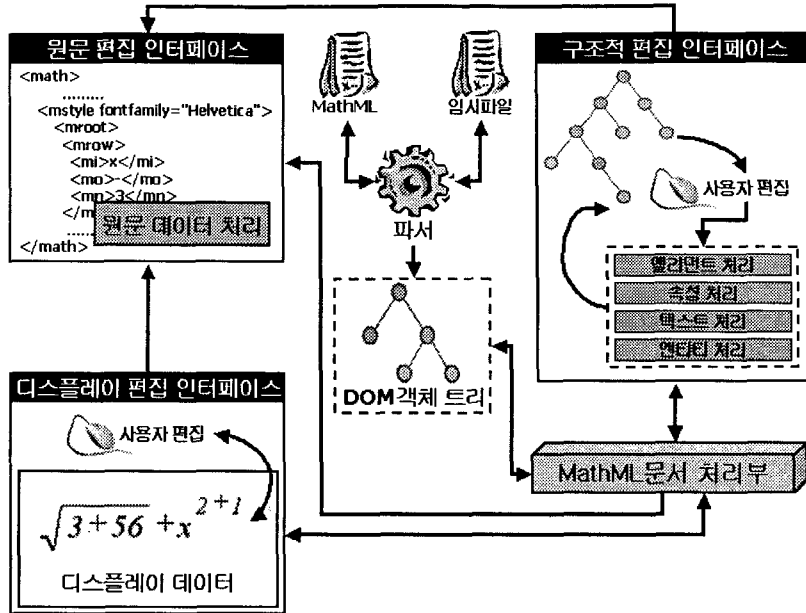 원문 편집 인터페이스
<math>
.........
<mstyle fontfamily="Helvetica">
<mroot>
<mrow>
<mi>x</mi>
<mo>-</mo>
<mn>3</mn>
</m
원문 데이터 처리
.....
</math>
MathML
임시파일
파서
DOM 객체 트리
구조적 편집 인터페이스
사용자 편집
엘리먼트 처리
속성 처리
텍스트 처리
엔티티 처리
MathML문서 처리부
디스플레이 편집 인터페이스
사용자 편집
√3+56 + x^2+1
디스플레이 데이터